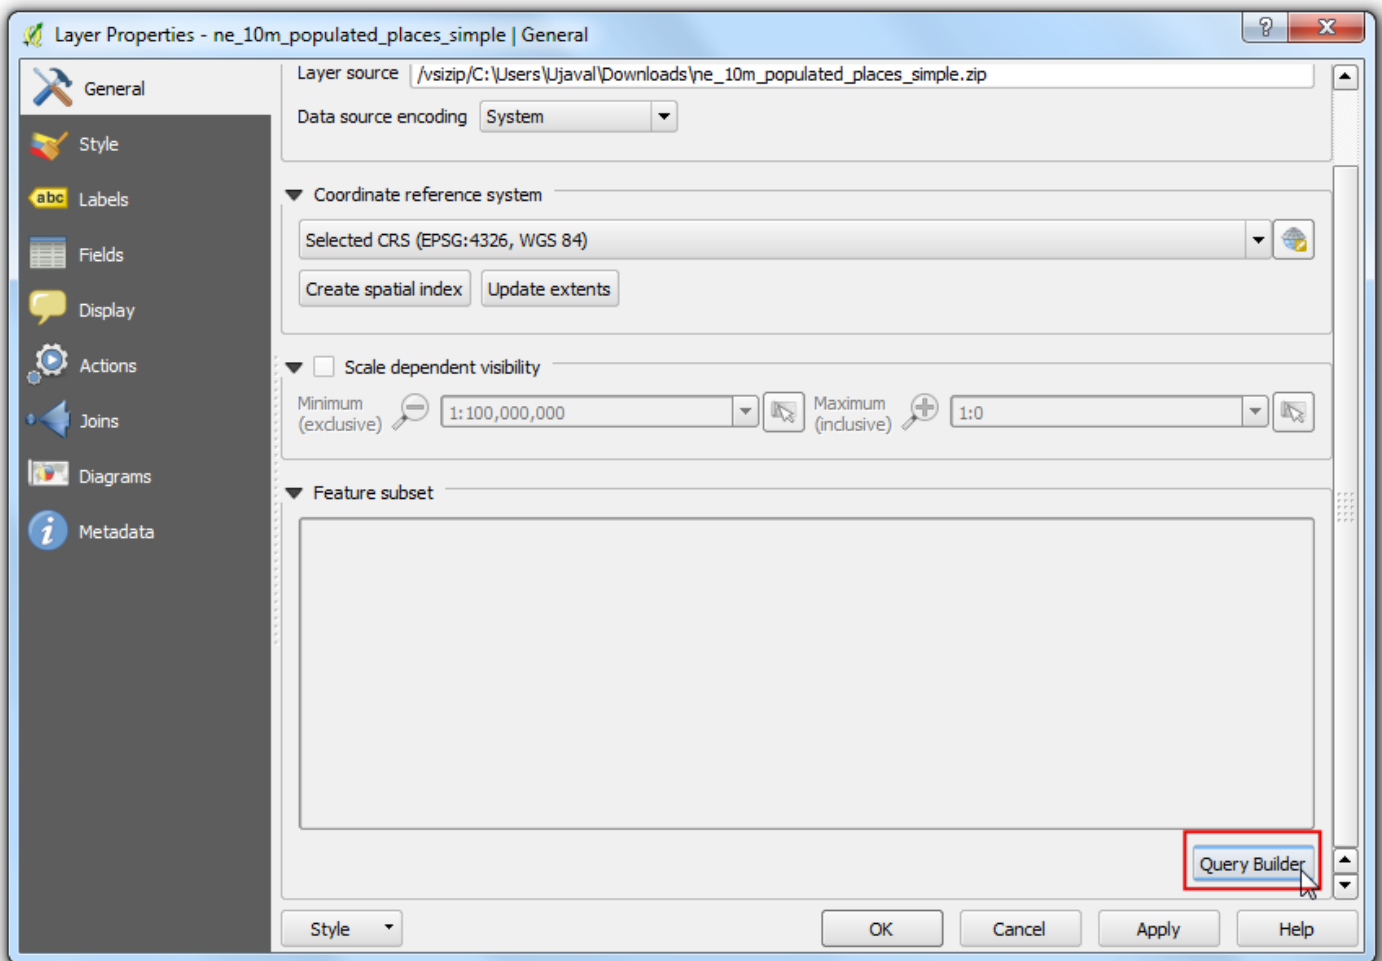 Layer Properties - ne_10m_populated_places_simple | General
General
Style
abc Labels
Fields
Display
Actions
Joins
Diagrams
i Metadata
Layer source /vsizip/C:\Users\Ujaval\Downloads\ne_10m_populated_places_simple.zip
Data source encoding System
Coordinate reference system
Selected CRS (EPSG:4326, WGS 84)
Create spatial index Update extents
Scale dependent visibility
Minimum
(exclusive) 1:100,000,000
Maximum
(inclusive) 1:0
Feature subset
Query Builder
Style OK Cancel Apply Help